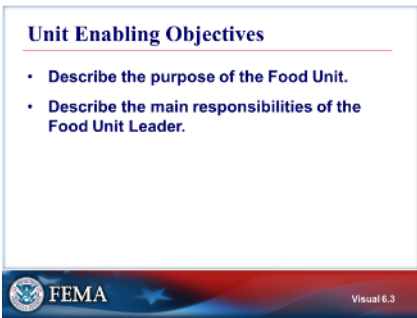 Unit Enabling Objectives
• Describe the purpose of the Food Unit.
• Describe the main responsibilities of the
Food Unit Leader.
FEMA
Visual 6.3